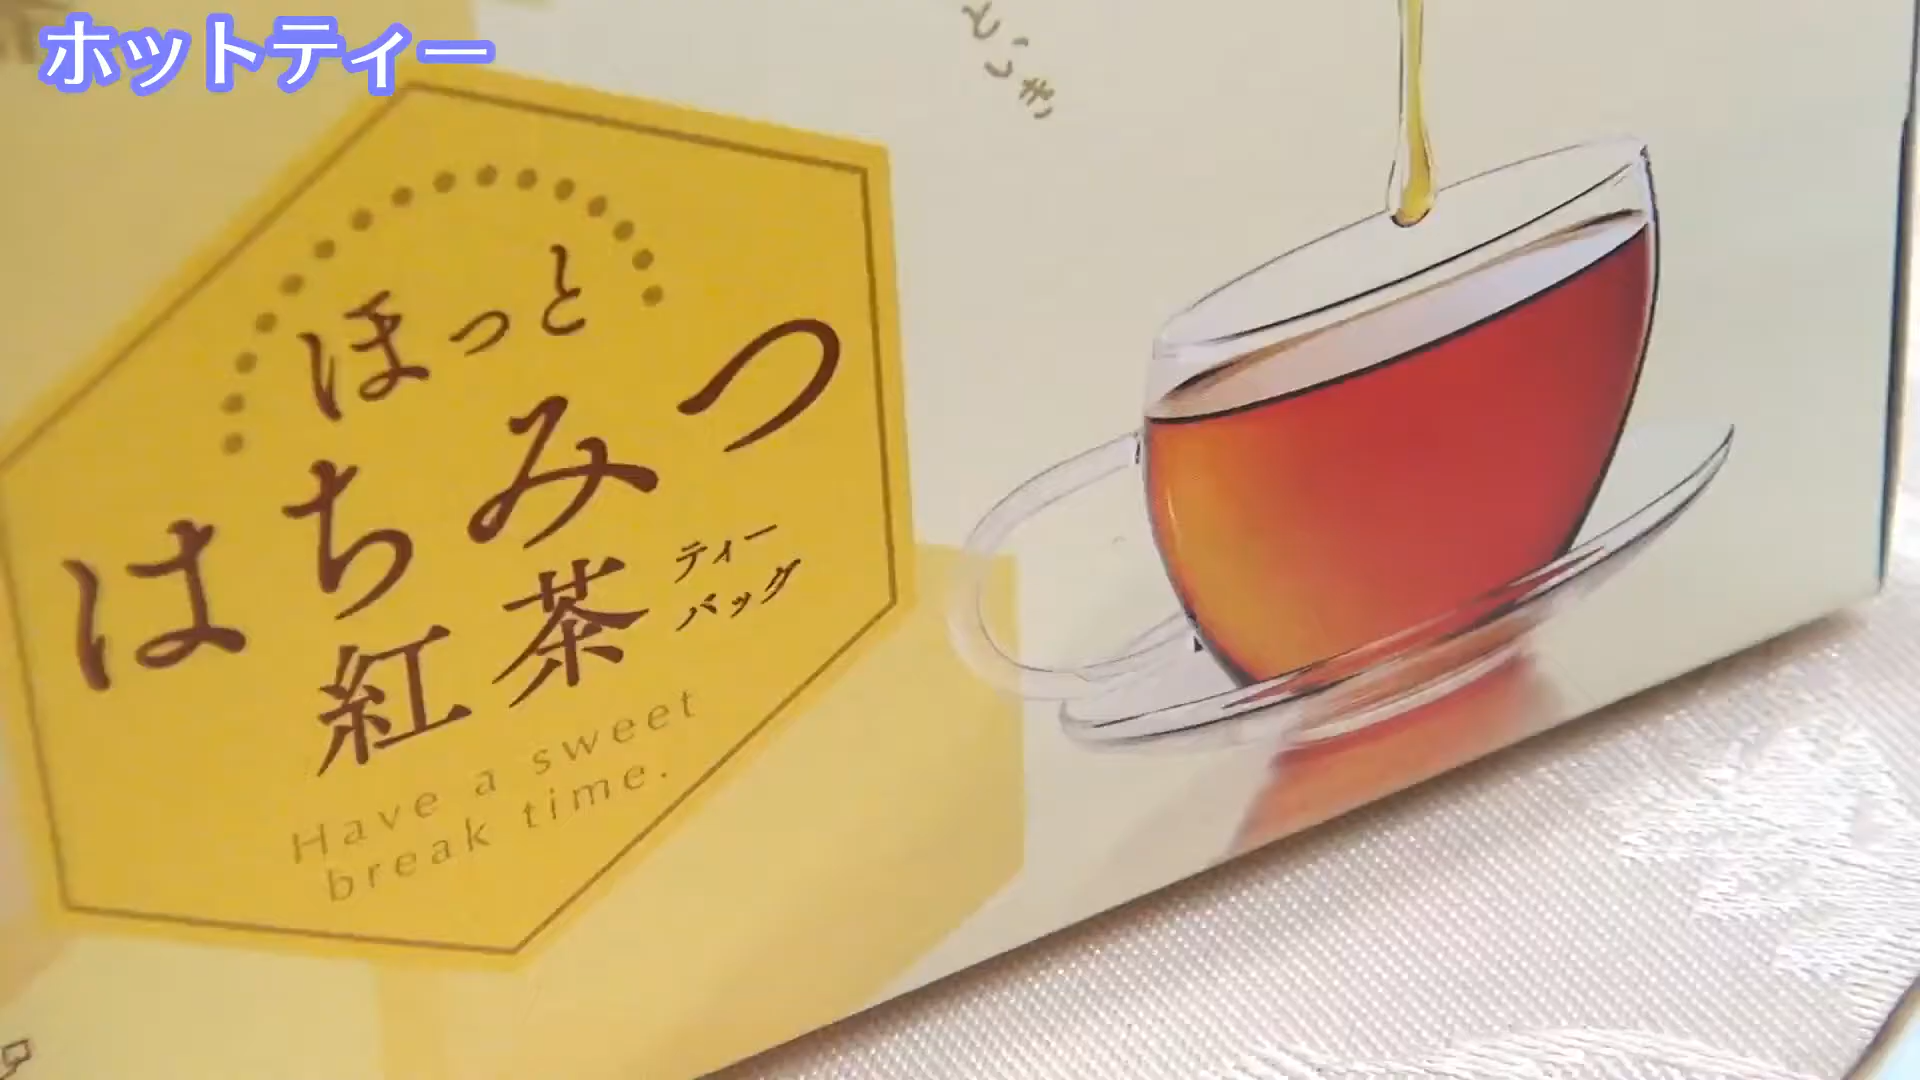 ホットティー
ほっと
はちみつ
紅茶
ティー
バッグ
Have a sweet
break time.